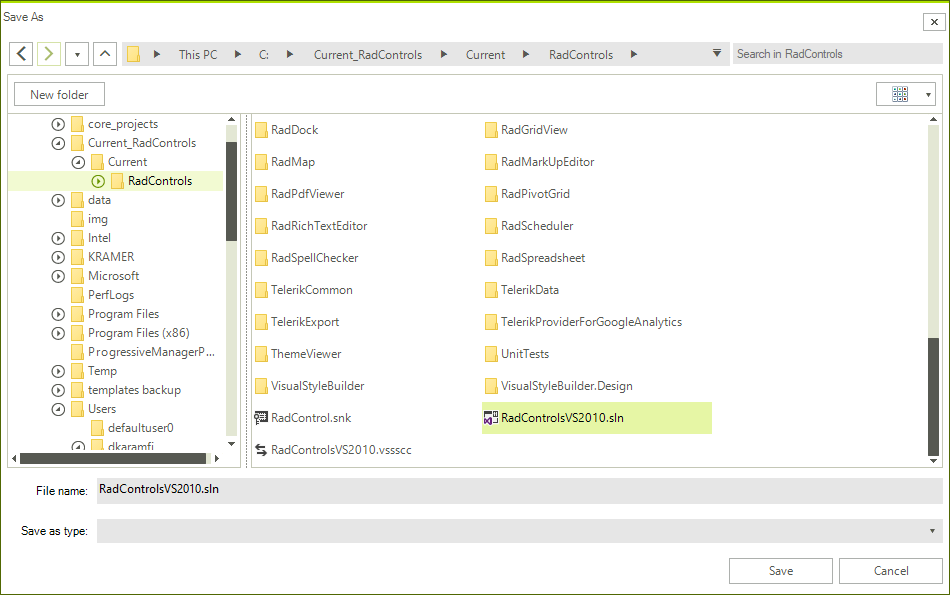 Save As
This PC C: Current_RadControls Current RadControls Search in RadControls
New folder
core_projects
Current_RadControls
Current
RadControls
data
img
Intel
KRAMER
Microsoft
PerfLogs
Program Files
Program Files (x86)
ProgressiveManagerP...
Temp
templates backup
Users
defaultuser0
dkaramfi
RadDock RadGridView
RadMap RadMarkUpEditor
RadPdfViewer RadPivotGrid
RadRichTextEditor RadScheduler
RadSpellChecker RadSpreadsheet
TelerikCommon TelerikData
TelerikExport TelerikProviderForGoogleAnalytics
ThemeViewer UnitTests
VisualStyleBuilder VisualStyleBuilder.Design
RadControl.snk RadControlsVS2010.sln
RadControlsVS2010.vssscc
File name: RadControlsVS2010.sln
Save as type:
Save Cancel